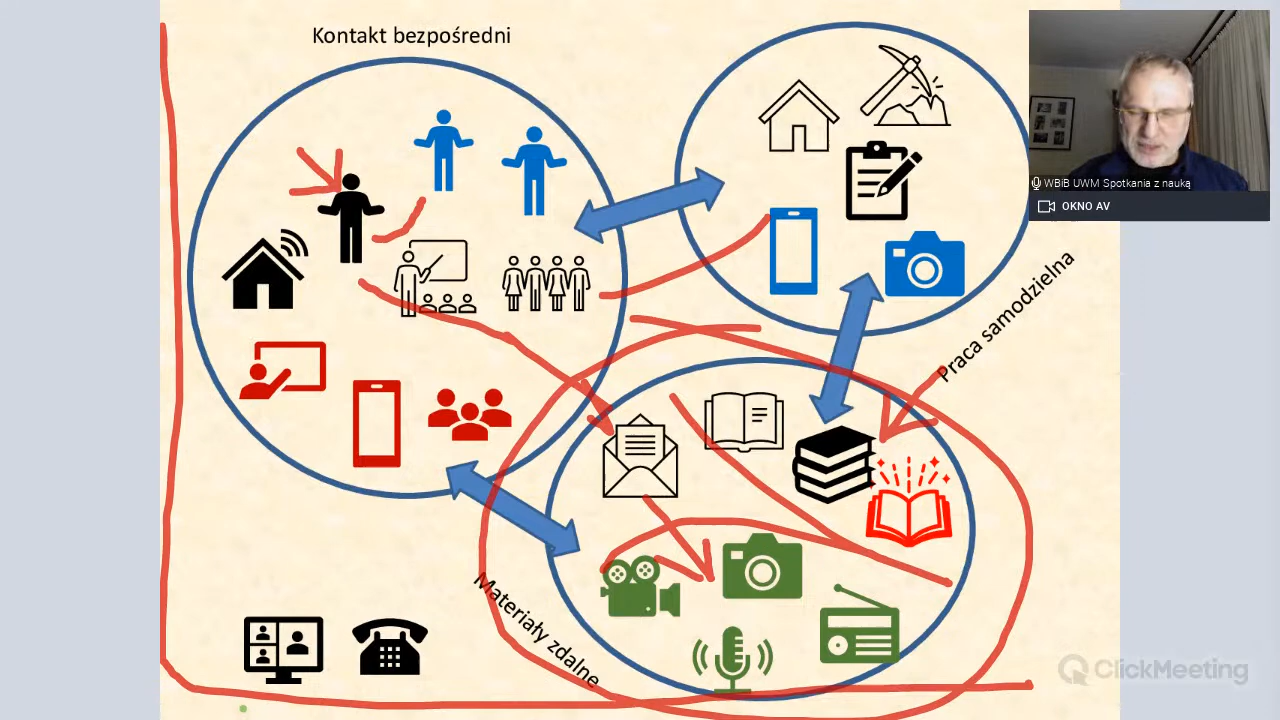 Kontakt bezpośredni
WBiB UWM Spotkania z nauką
OKNO AV
Praca samodzielna
Materiały zdalne
ClickMeeting